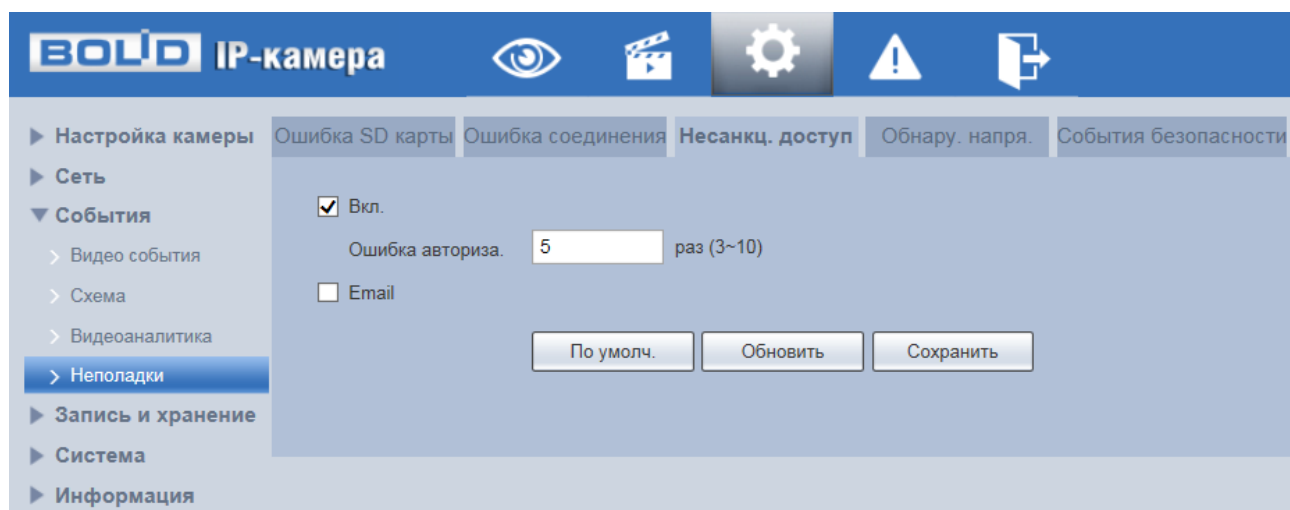 BOLID IP-камера
Настройка камеры
Ошибка SD карты Ошибка соединения Несанкц. доступ Обнару. напря. События безопасности
Сеть
События
Вкл.
Видео события
Ошибка авториза. 5 раз (3~10)
Схема
Email
Видеоаналитика
По умолч. Обновить Сохранить
Неполадки
Запись и хранение
Система
Информация